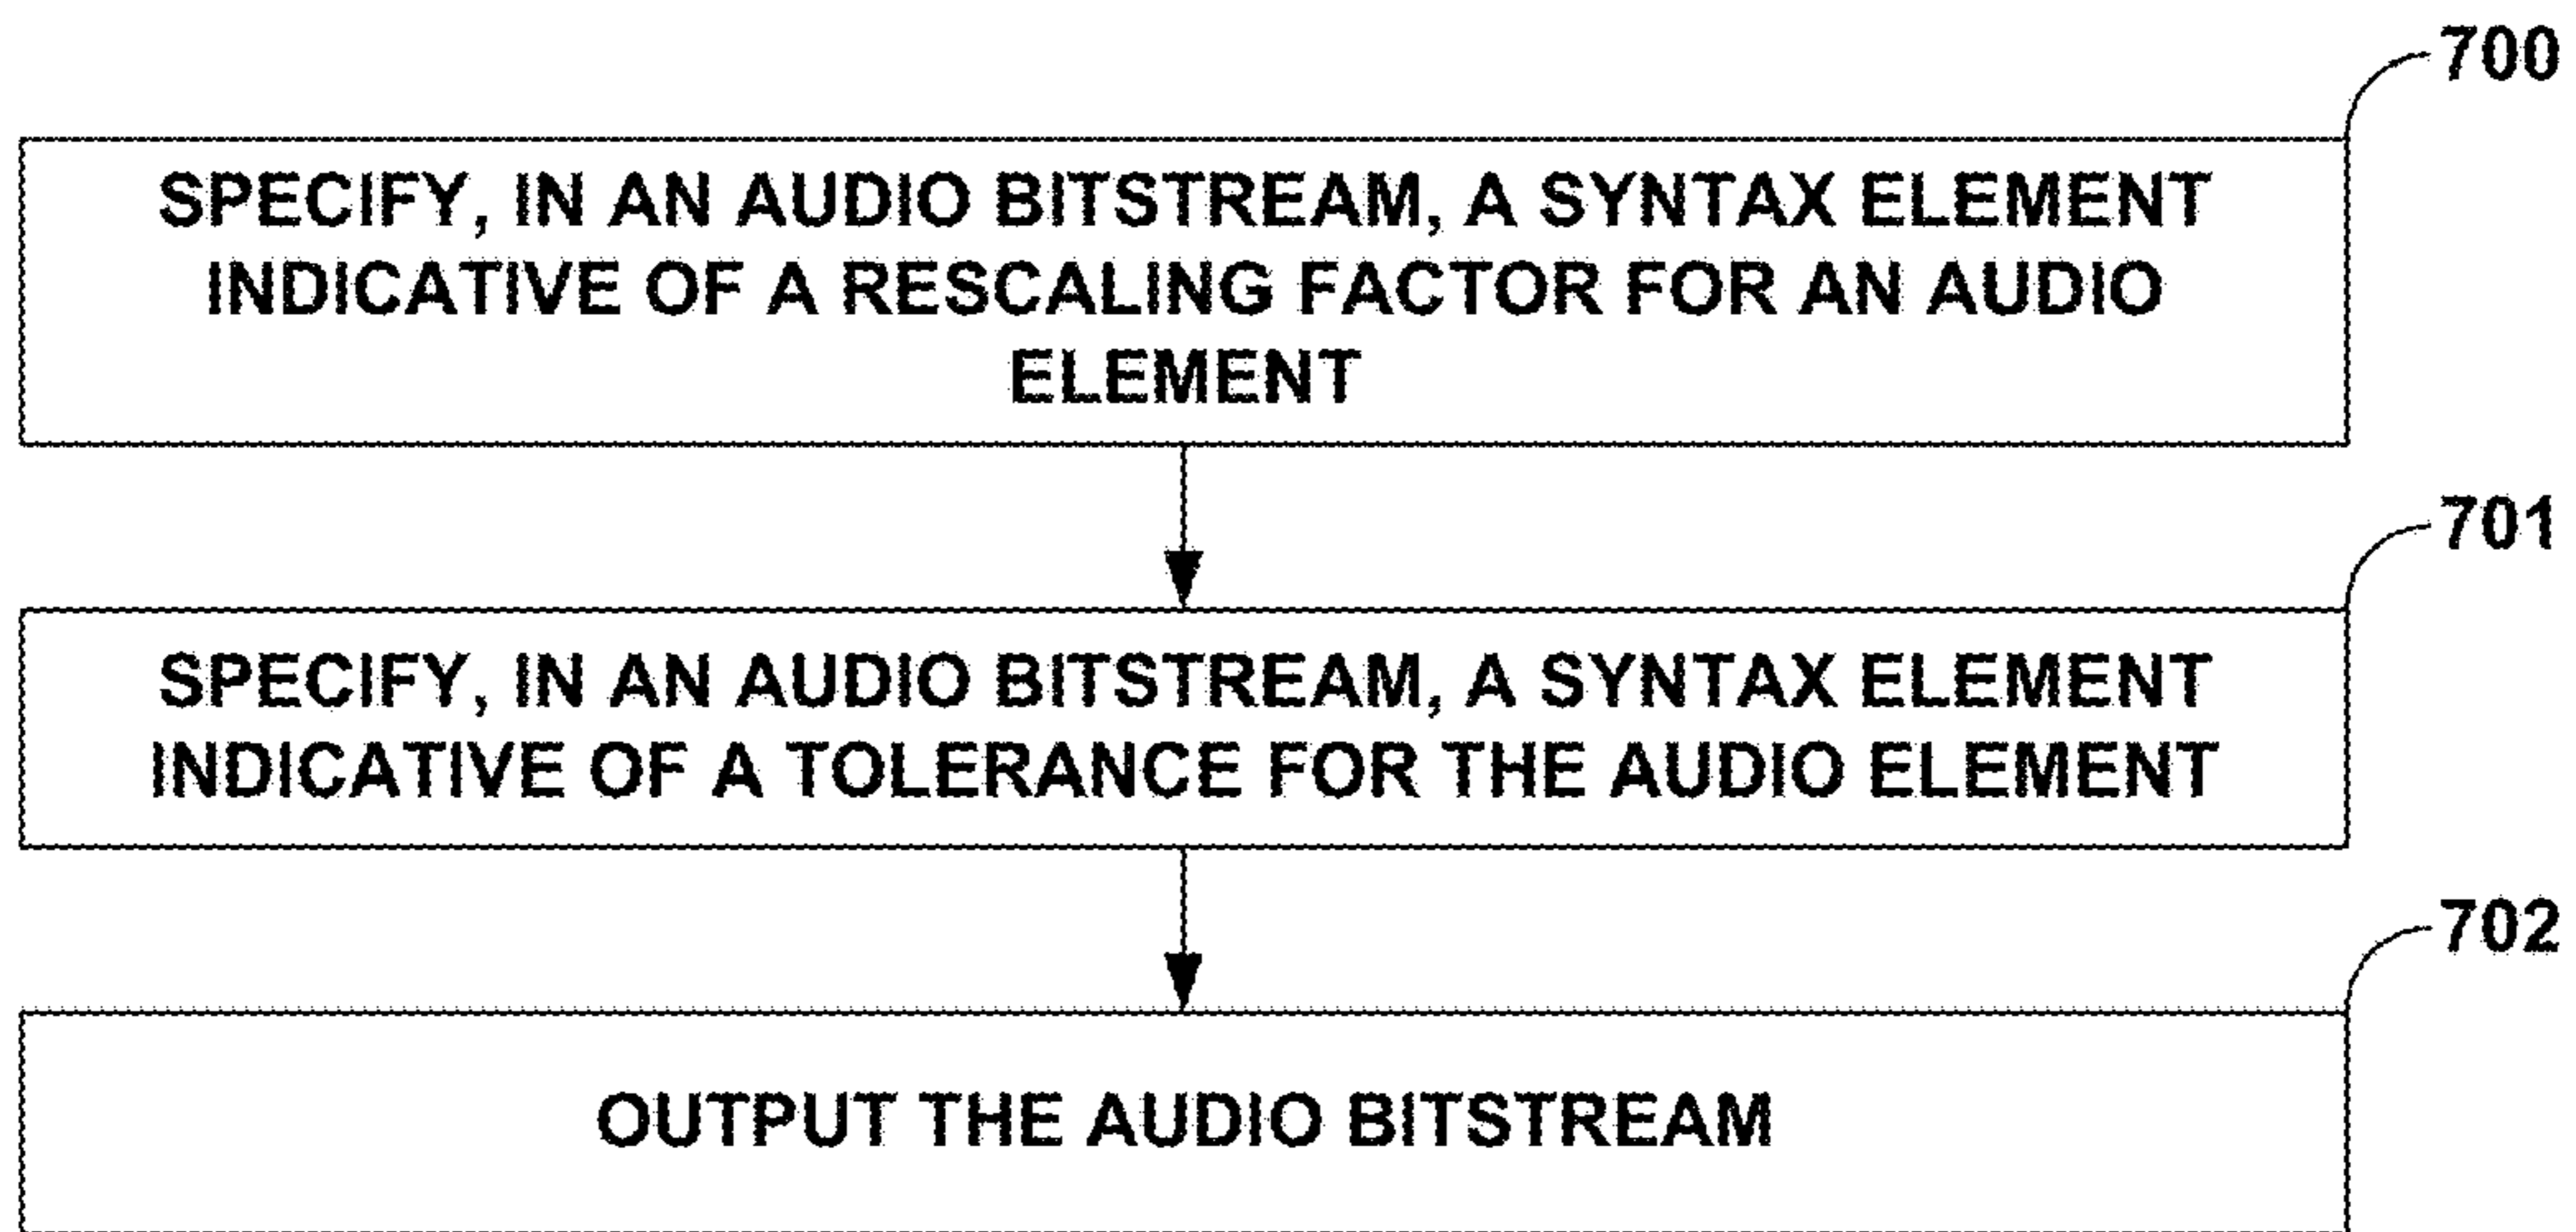 700
SPECIFY, IN AN AUDIO BITSTREAM, A SYNTAX ELEMENT
INDICATIVE OF A RESCALING FACTOR FOR AN AUDIO
ELEMENT
701
SPECIFY, IN AN AUDIO BITSTREAM, A SYNTAX ELEMENT
INDICATIVE OF A TOLERANCE FOR THE AUDIO ELEMENT
702
OUTPUT THE AUDIO BITSTREAM